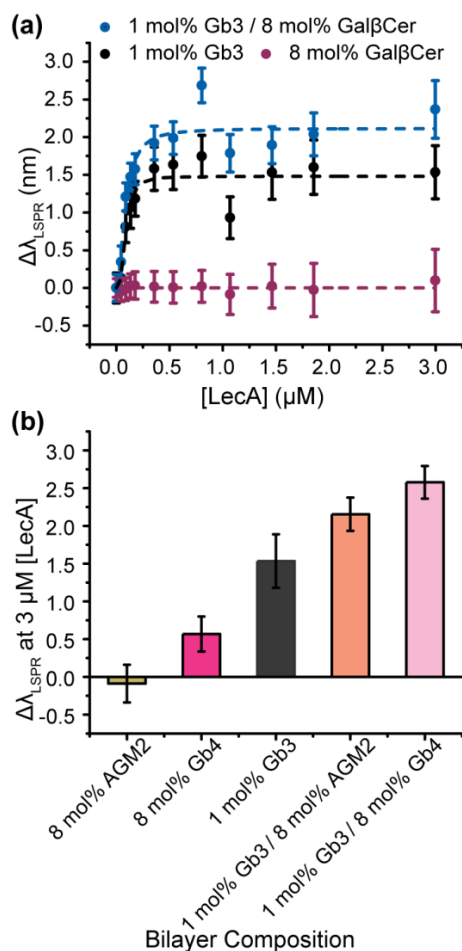 (a)
1 mol% Gb3 / 8 mol% GalβCer
1 mol% Gb3
8 mol% GalβCer
3.0
2.5
2.0
1.5
1.0
0.5
0.0
-0.5
ΔλLSPR (nm)
0.0 0.5 1.0 1.5 2.0 2.5 3.0
[LecA] (μM)
(b)
3.0
2.5
2.0
1.5
1.0
0.5
0.0
-0.5
ΔλLSPR at 3 μM [LecA]
8 mol% AGM2
8 mol% Gb4
1 mol% Gb3
1 mol% Gb3 / 8 mol% AGM2
1 mol% Gb3 / 8 mol% Gb4
Bilayer Composition